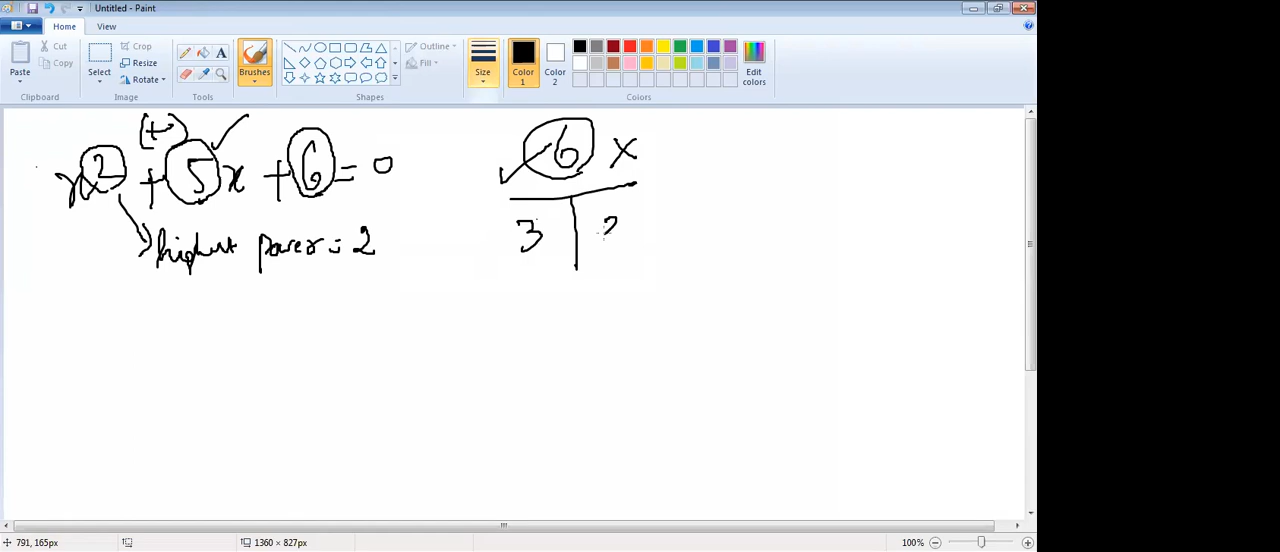 Untitled - Paint
Home View
Paste
Cut
Copy
Clipboard
Select
Crop
Resize
Rotate
Image
Tools
Brushes
Shapes
Outline
Fill
Size
Color 1
Color 2
Edit colors
Colors
(+)
x2 + 5x + 6 = 0
highest power = 2
6 x
3 2
791, 165px
1360 × 827px
100%